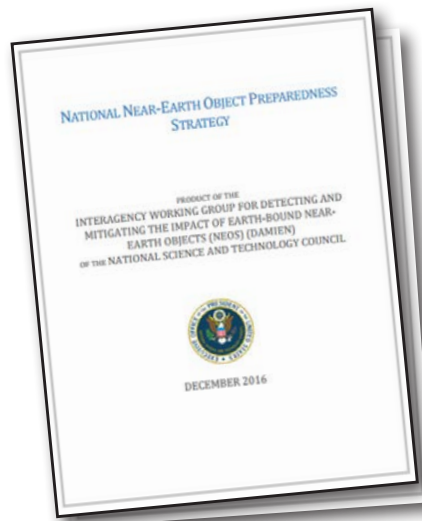 NATIONAL NEAR-EARTH OBJECT PREPAREDNESS
STRATEGY
PRODUCT OF THE
INTERAGENCY WORKING GROUP FOR DETECTING AND
MITIGATING THE IMPACT OF EARTH-BOUND NEAR-
EARTH OBJECTS (NEOS) (DAMIEN)
OF THE NATIONAL SCIENCE AND TECHNOLOGY COUNCIL
DECEMBER 2016